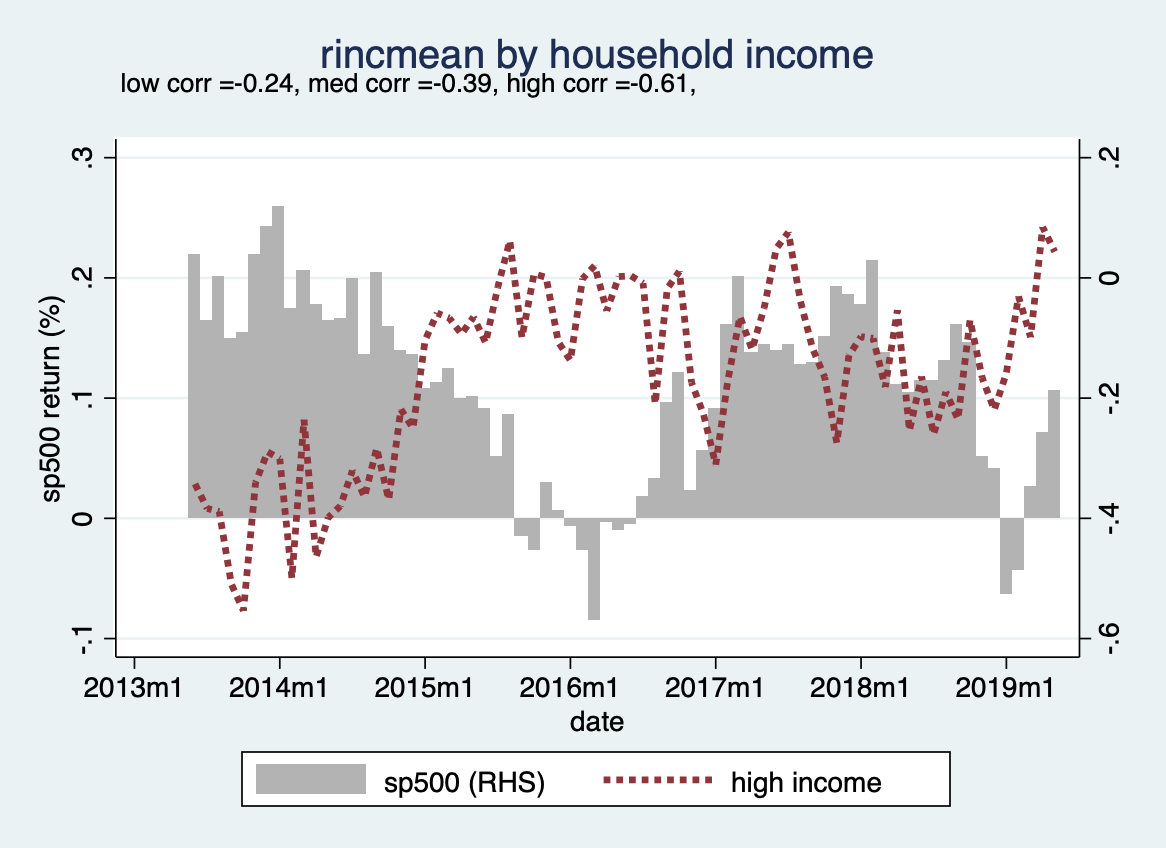 rincmean by household income
low corr =-0.24, med corr =-0.39, high corr =-0.61,
.3
.2
.1
0
-.1
sp500 return (%)
.2
0
-.2
-.4
-.6
2013m1 2014m1 2015m1 2016m1 2017m1 2018m1 2019m1
date
sp500 (RHS) high income